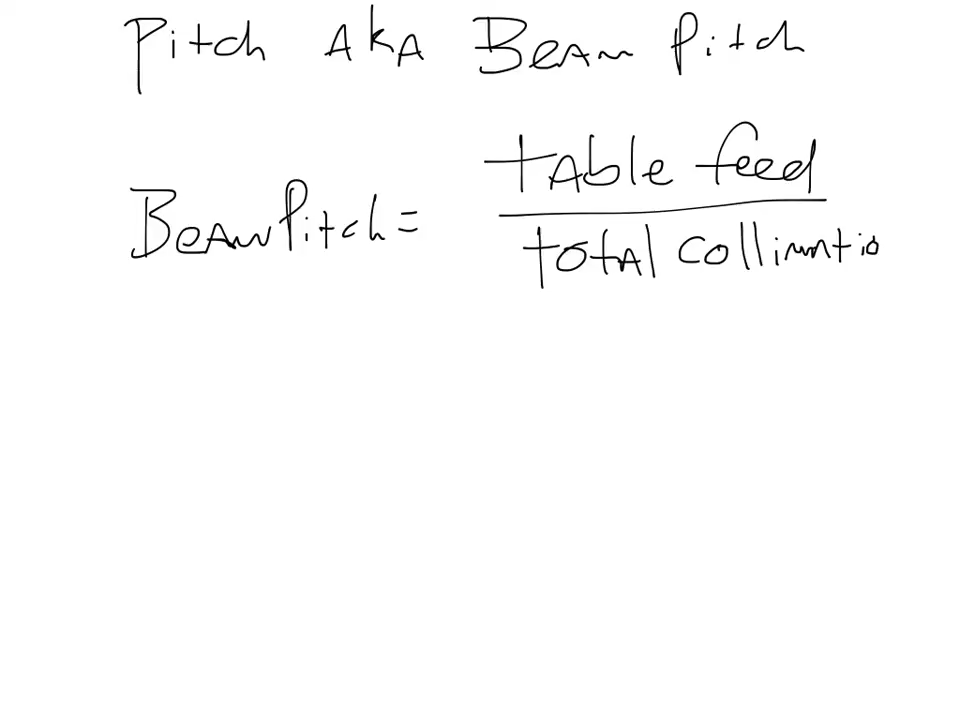 Pitch AKA Beam Pitch
table feed
Beam Pitch =
total collimatio